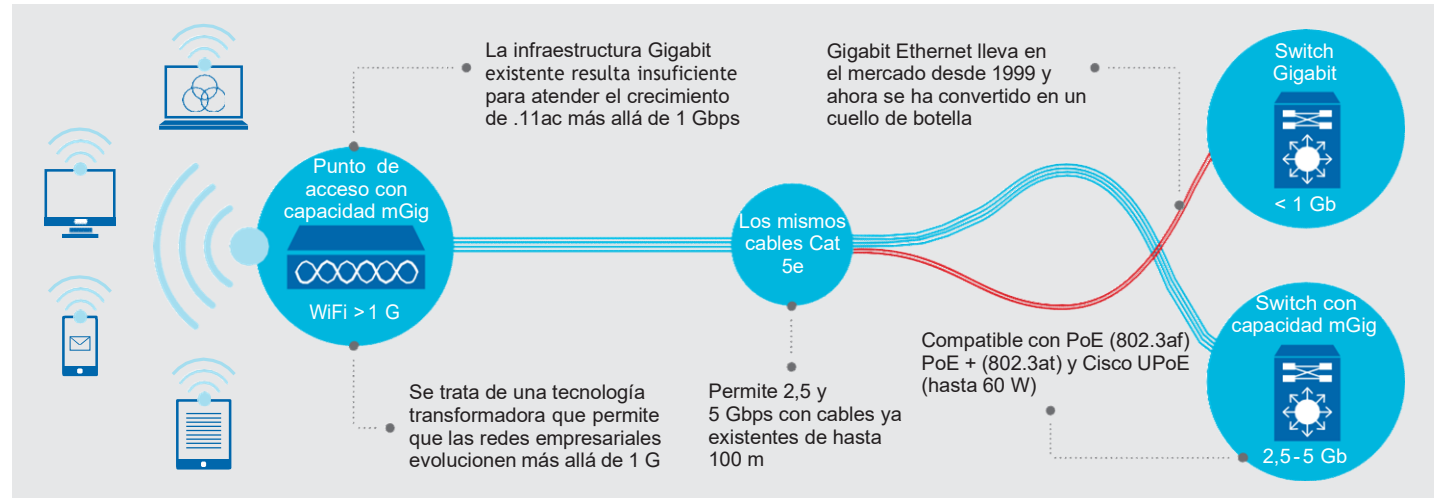 La infraestructura Gigabit
existente resulta insuficiente
para atender el crecimiento
de .11ac más allá de 1 Gbps
Gigabit Ethernet lleva en
el mercado desde 1999 y
ahora se ha convertido en un
cuello de botella
Switch
Gigabit
< 1 Gb
Punto de
acceso con
capacidad mGig
WiFi > 1 G
Los mismos
cables Cat
5e
Switch con
capacidad mGig
2,5-5 Gb
Se trata de una tecnología
transformadora que permite
que las redes empresariales
evolucionen más allá de 1 G
Permite 2,5 y
5 Gbps con cables ya
existentes de hasta
100 m
Compatible con PoE (802.3af)
PoE + (802.3at) y Cisco UPoE
(hasta 60 W)